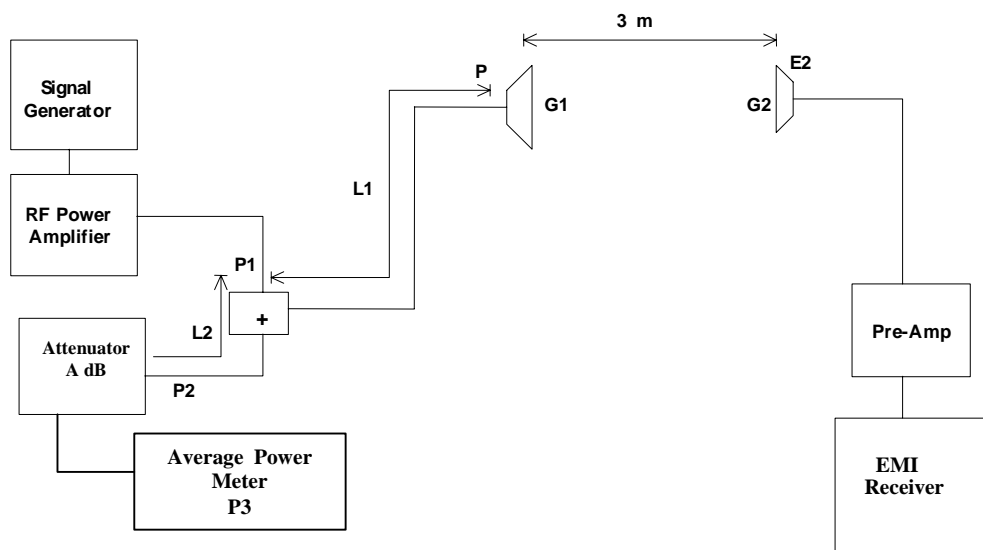 3 m
Signal
Generator
P
E2
G1
G2
L1
RF Power
Amplifier
P1
+
L2
Attenuator
A dB
P2
Pre-Amp
Average Power
Meter
P3
EMI
Receiver